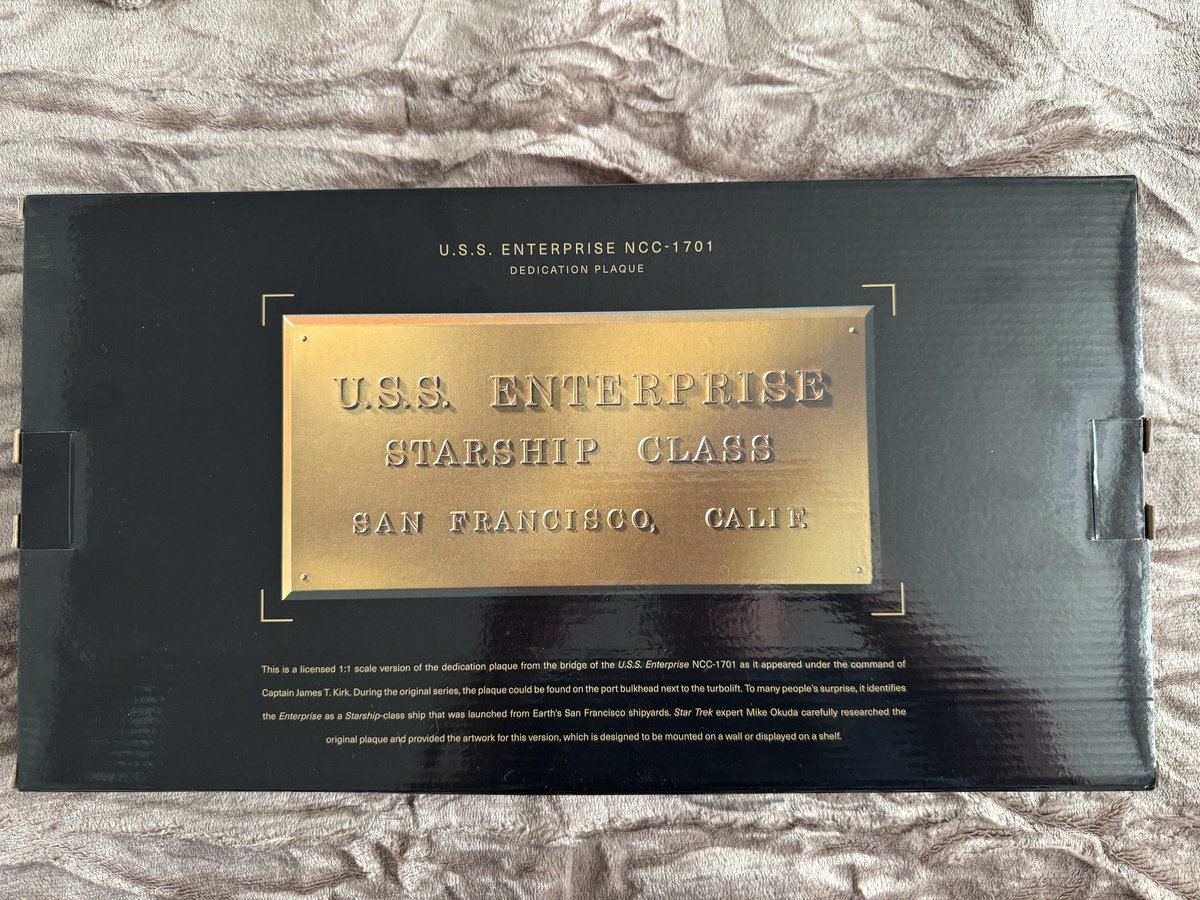 U.S.S. ENTERPRISE NCC-1701
DEDICATION PLAQUE
U.S.S. ENTERPRISE
STARSHIP CLASS
SAN FRANCISCO, CALIF.
This is a licensed 1:1 scale version of the dedication plaque from the bridge of the U.S.S. Enterprise NCC-1701 as it appeared under the command of
Captain James T. Kirk. During the original series, the plaque could be found on the port bulkhead next to the turbolift. To many people's surprise, it identifies
the Enterprise as a Starship-class ship that was launched from Earth's San Francisco shipyards. Star Trek expert Mike Okuda carefully researched the
original plaque and provided the artwork for this version, which is designed to be mounted on a wall or displayed on a shelf.